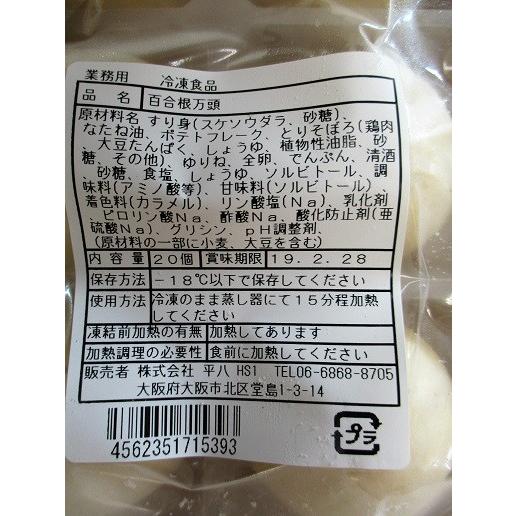 業務用　冷凍食品
品　名　百合根万頭
原材料名 すり身(スケソウダラ、砂糖)、
なたね油、ポテトフレーク、とりそぼろ(鶏肉
、大豆たんぱく、しょうゆ、植物性油脂、砂
糖、その他)、ゆりね、全卵、でんぷん、清酒
、砂糖、食塩、しょうゆ、ソルビトール、調
味料(アミノ酸等)、甘味料(ソルビトール)、
着色料(カラメル)、リン酸塩(Na)、乳化剤
、ピロリン酸Na、酢酸Na、酸化防止剤(亜
硫酸Na)、グリシン、pH調整剤、
(原材料の一部に小麦、大豆を含む)
内 容 量　20個　賞味期限　19.2.28
保存方法　－18℃以下で保存してください
使用方法　冷凍のまま蒸し器にて15分程加熱
してください
凍結前加熱の有無　加熱してあります
加熱調理の必要性　食前に加熱してください
販売者 株式会社 平八 HS1 TEL06-6868-8705
大阪府大阪市北区堂島1-3-14
4562351715393
プラ